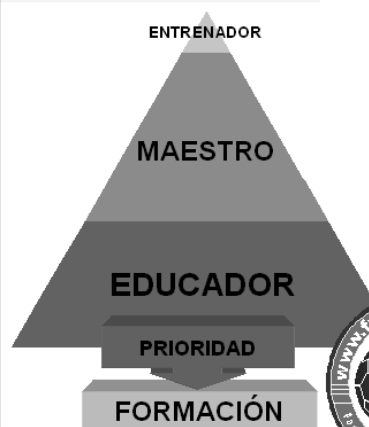 ENTRENADOR
MAESTRO
EDUCADOR
PRIORIDAD
FORMACIÓN